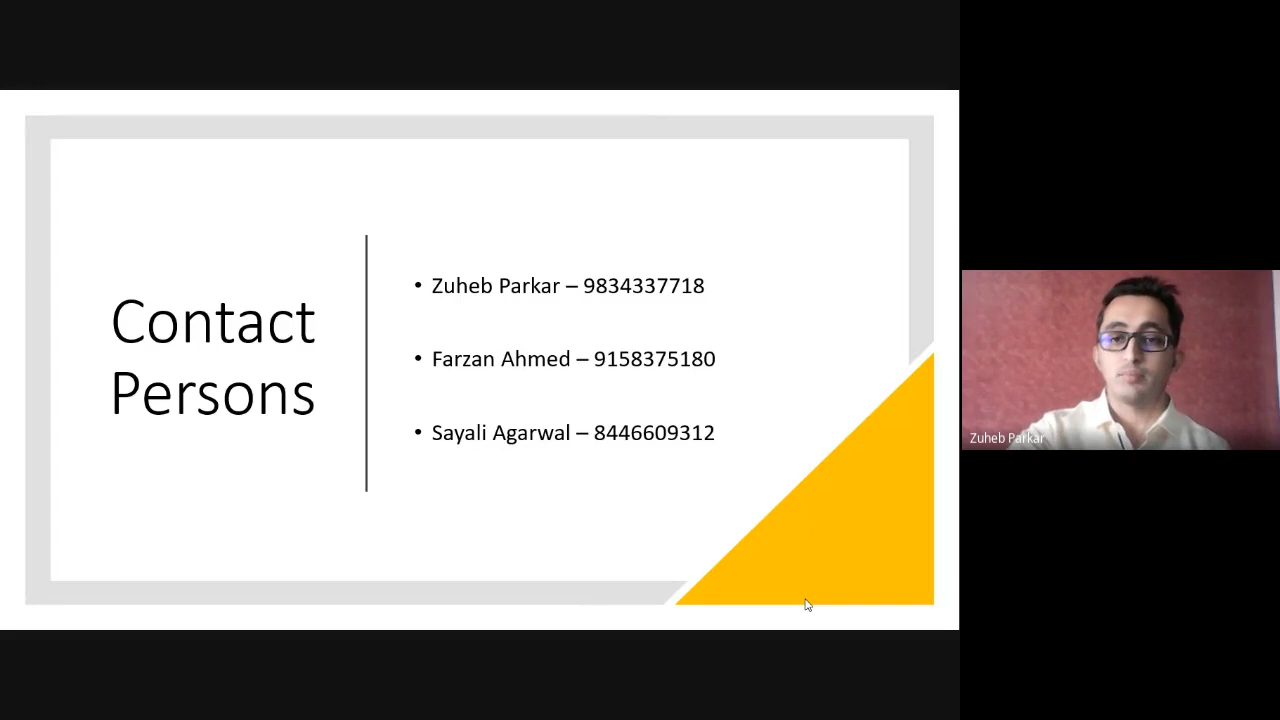 Contact
Persons
• Zuheb Parkar – 9834337718
• Farzan Ahmed – 9158375180
• Sayali Agarwal – 8446609312
Zuheb Parkar